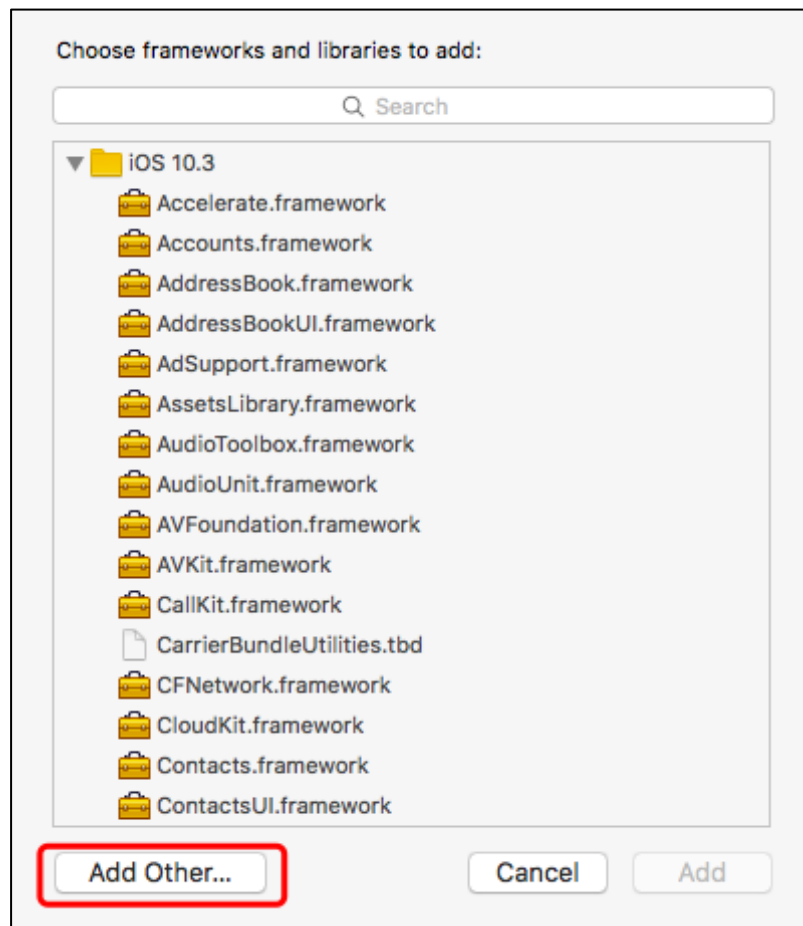 Choose frameworks and libraries to add:
Search
iOS 10.3
Accelerate.framework
Accounts.framework
AddressBook.framework
AddressBookUI.framework
AdSupport.framework
AssetsLibrary.framework
AudioToolbox.framework
AudioUnit.framework
AVFoundation.framework
AVKit.framework
CallKit.framework
CarrierBundleUtilities.tbd
CFNetwork.framework
CloudKit.framework
Contacts.framework
ContactsUI.framework
Add Other... Cancel Add